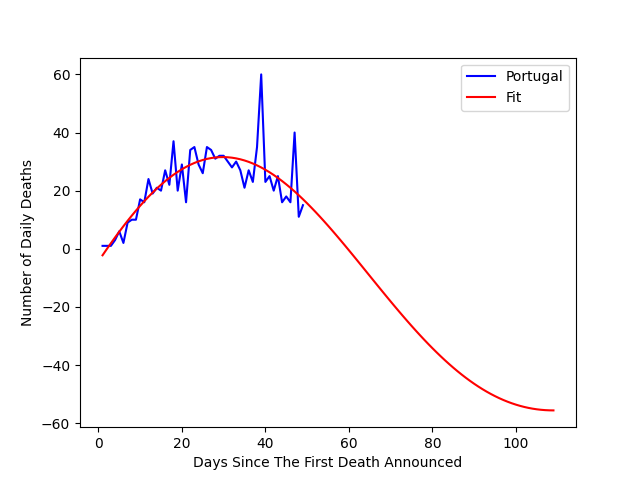 Portugal
Fit
60
40
20
0
−20
−40
−60
Number of Daily Deaths
0 20 40 60 80 100
Days Since The First Death Announced